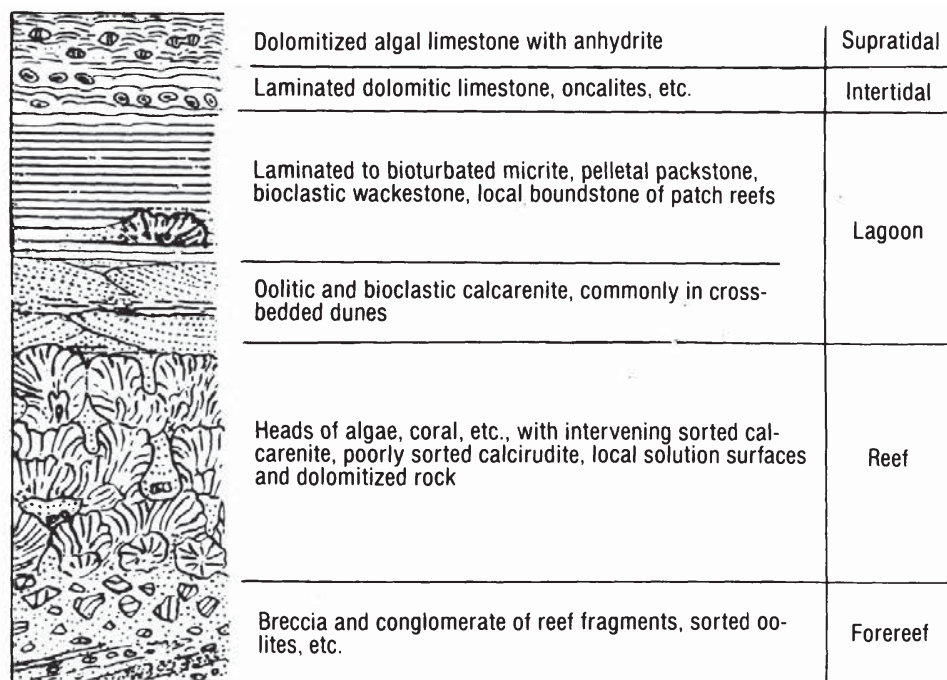 Dolomitized algal limestone with anhydrite
Supratidal
Laminated dolomitic limestone, oncalites, etc.
Intertidal
Laminated to bioturbated micrite, pelletal packstone,
bioclastic wackestone, local boundstone of patch reefs
Lagoon
Oolitic and bioclastic calcarenite, commonly in cross-
bedded dunes
Heads of algae, coral, etc., with intervening sorted cal-
carenite, poorly sorted calcirudite, local solution surfaces
and dolomitized rock
Reef
Breccia and conglomerate of reef fragments, sorted oo-
lites, etc.
Forereef